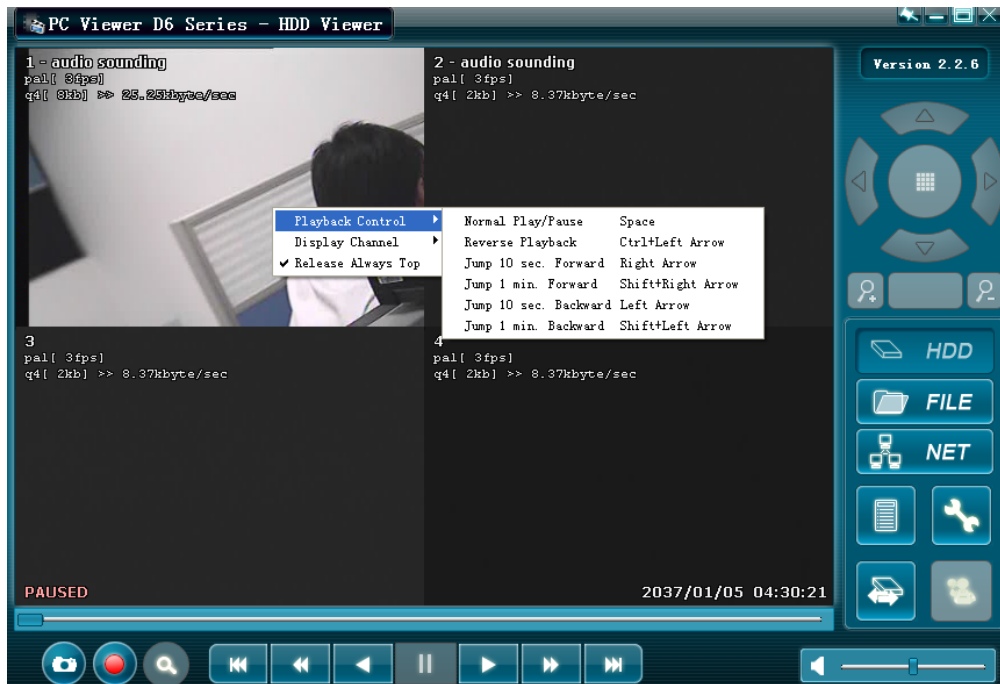 PC Viewer D6 Series - HDD Viewer
Version 2.2.6
1 - audio sounding
pal[ 3fps]
q4[ 8kb] >> 25.25kbyte/sec
2 - audio sounding
pal[ 3fps]
q4[ 2kb] >> 8.37kbyte/sec
Playback Control
Display Channel
✔ Release Always Top
Normal Play/Pause Space
Reverse Playback Ctrl+Left Arrow
Jump 10 sec. Forward Right Arrow
Jump 1 min. Forward Shift+Right Arrow
Jump 10 sec. Backward Left Arrow
Jump 1 min. Backward Shift+Left Arrow
3
pal[ 3fps]
q4[ 2kb] >> 8.37kbyte/sec
4
pal[ 3fps]
q4[ 2kb] >> 8.37kbyte/sec
PAUSED
2037/01/05 04:30:21
HDD
FILE
NET